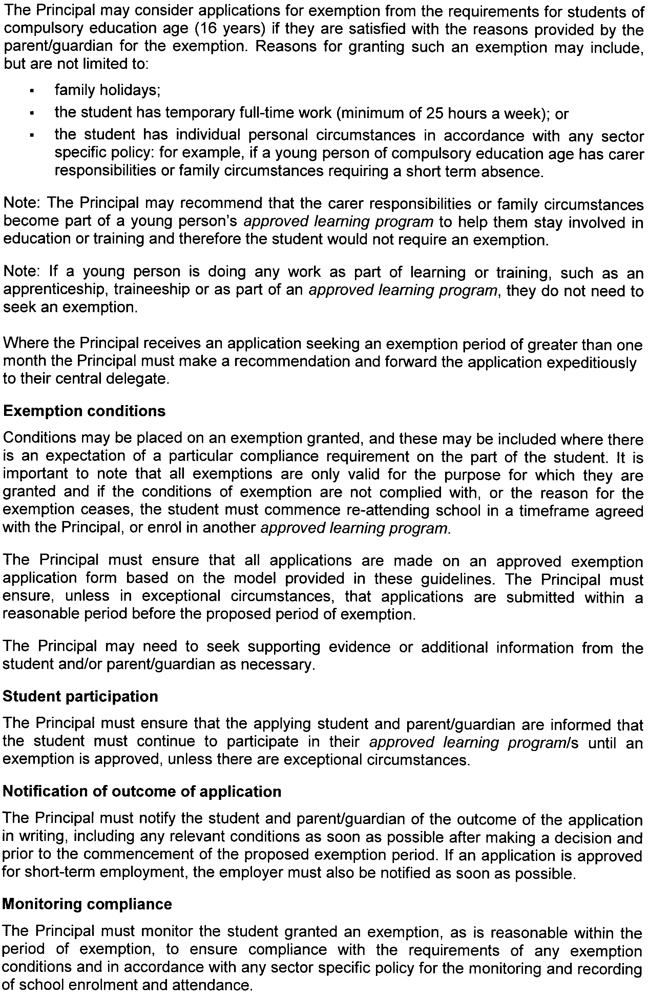 The Principal may consider applications for exemption from the requirements for students of
compulsory education age (16 years) if they are satisfied with the reasons provided by the
parent/guardian for the exemption. Reasons for granting such an exemption may include,
but are not limited to:
▪ family holidays;
▪ the student has temporary full-time work (minimum of 25 hours a week); or
▪ the student has individual personal circumstances in accordance with any sector
specific policy: for example, if a young person of compulsory education age has carer
responsibilities or family circumstances requiring a short term absence.
Note: The Principal may recommend that the carer responsibilities or family circumstances
become part of a young person's approved learning program to help them stay involved in
education or training and therefore the student would not require an exemption.
Note: If a young person is doing any work as part of learning or training, such as an
apprenticeship, traineeship or as part of an approved learning program, they do not need to
seek an exemption.
Where the Principal receives an application seeking an exemption period of greater than one
month the Principal must make a recommendation and forward the application expeditiously
to their central delegate.
Exemption conditions
Conditions may be placed on an exemption granted, and these may be included where there
is an expectation of a particular compliance requirement on the part of the student. It is
important to note that all exemptions are only valid for the purpose for which they are
granted and if the conditions of exemption are not complied with, or the reason for the
exemption ceases, the student must commence re-attending school in a timeframe agreed
with the Principal, or enrol in another approved learning program.
The Principal must ensure that all applications are made on an approved exemption
application form based on the model provided in these guidelines. The Principal must
ensure, unless in exceptional circumstances, that applications are submitted within a
reasonable period before the proposed period of exemption.
The Principal may need to seek supporting evidence or additional information from the
student and/or parent/guardian as necessary.
Student participation
The Principal must ensure that the applying student and parent/guardian are informed that
the student must continue to participate in their approved learning program/s until an
exemption is approved, unless there are exceptional circumstances.
Notification of outcome of application
The Principal must notify the student and parent/guardian of the outcome of the application
in writing, including any relevant conditions as soon as possible after making a decision and
prior to the commencement of the proposed exemption period. If an application is approved
for short-term employment, the employer must also be notified as soon as possible.
Monitoring compliance
The Principal must monitor the student granted an exemption, as is reasonable within the
period of exemption, to ensure compliance with the requirements of any exemption
conditions and in accordance with any sector specific policy for the monitoring and recording
of school enrolment and attendance.